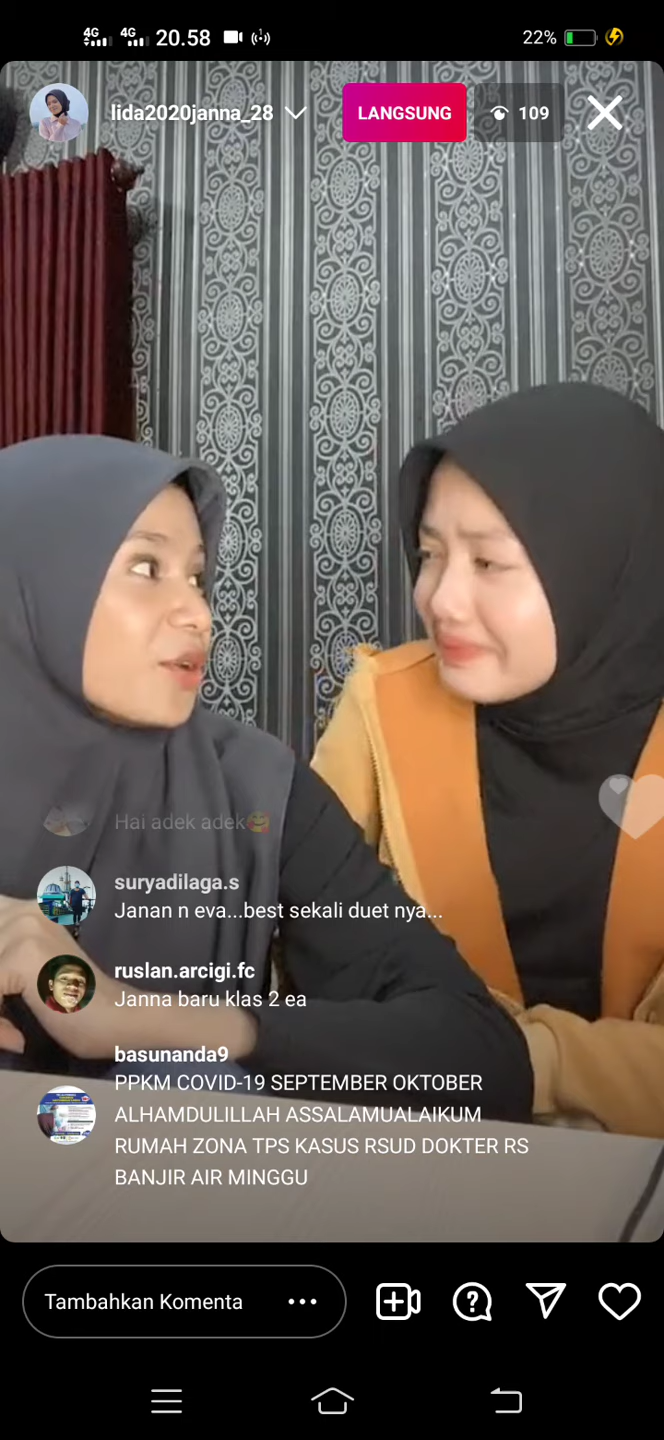 4G 4G 20.58 22%
lida2020janna_28 LANGSUNG 109
Hai adek adek🥰
suryadilaga.s
Janan n eva...best sekali duet nya...
ruslan.arcigi.fc
Janna baru klas 2 ea
basunanda9
PPKM COVID-19 SEPTEMBER OKTOBER
ALHAMDULILLAH ASSALAMUALAIKUM
RUMAH ZONA TPS KASUS RSUD DOKTER RS
BANJIR AIR MINGGU
Tambahkan Komenta